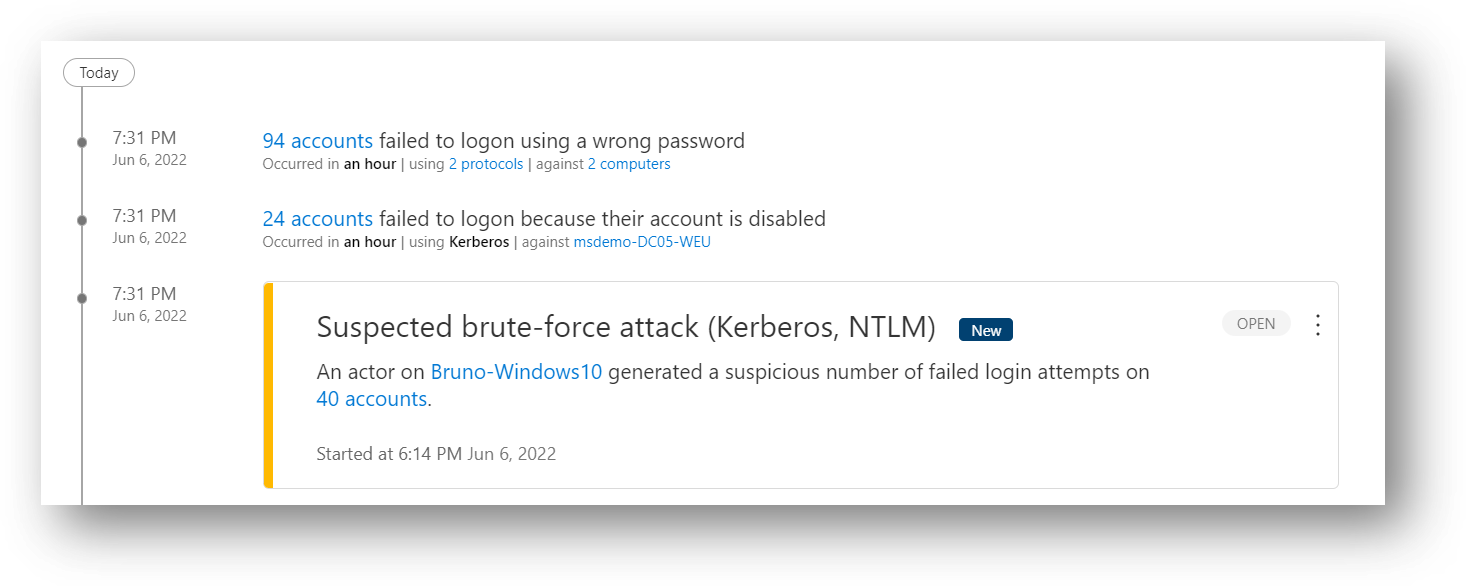 Today
7:31 PM
Jun 6, 2022
94 accounts failed to logon using a wrong password
Occurred in an hour | using 2 protocols | against 2 computers
7:31 PM
Jun 6, 2022
24 accounts failed to logon because their account is disabled
Occurred in an hour | using Kerberos | against msdemo-DC05-WEU
7:31 PM
Jun 6, 2022
Suspected brute-force attack (Kerberos, NTLM) New OPEN
An actor on Bruno-Windows10 generated a suspicious number of failed login attempts on
40 accounts.
Started at 6:14 PM Jun 6, 2022